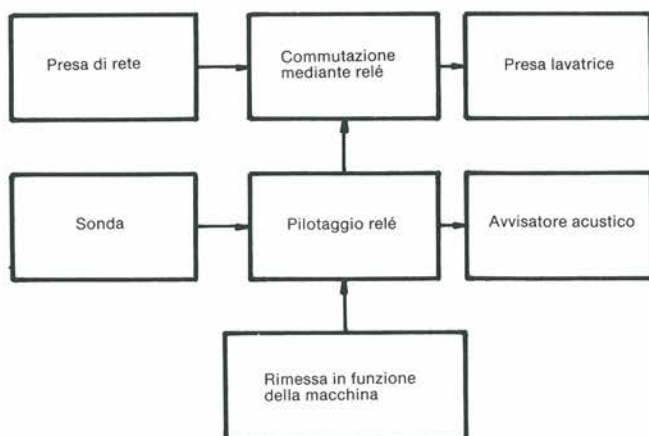 Presa di rete
Commutazione
mediante relé
Presa lavatrice
Sonda
Pilotaggio relé
Avvisatore acustico
Rimessa in funzione
della macchina